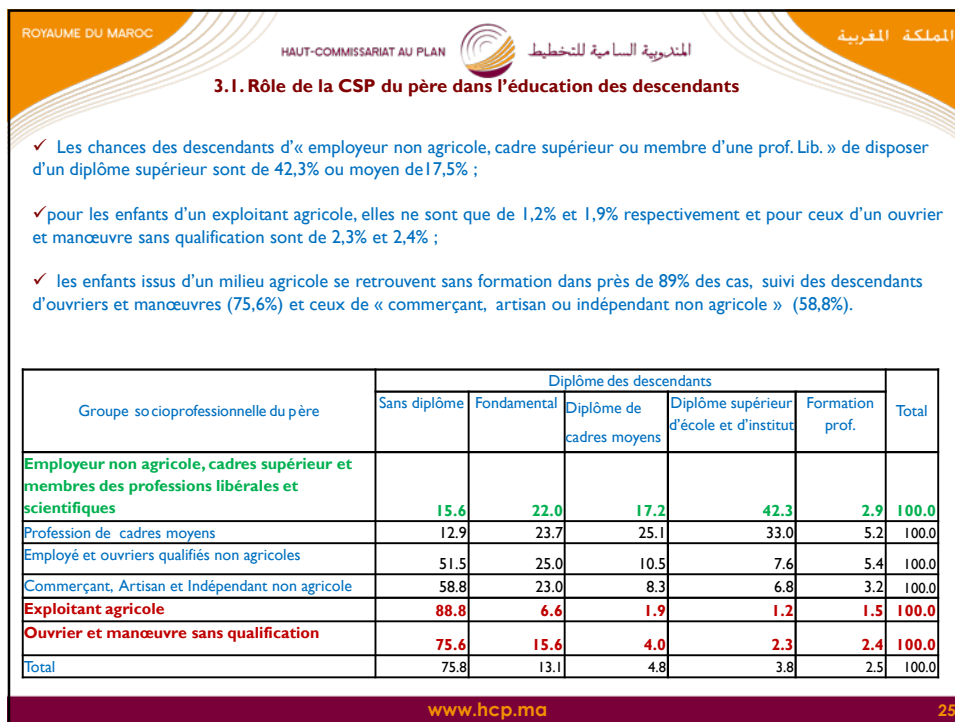 ROYAUME DU MAROC
المملكة المغربية
HAUT-COMMISSARIAT AU PLAN
المندوبية السامية للتخطيط
3.1. Rôle de la CSP du père dans l'éducation des descendants
✓ Les chances des descendants d'« employeur non agricole, cadre supérieur ou membre d'une prof. Lib. » de disposer
d'un diplôme supérieur sont de 42,3% ou moyen de17,5% ;
✓pour les enfants d'un exploitant agricole, elles ne sont que de 1,2% et 1,9% respectivement et pour ceux d'un ouvrier
et manœuvre sans qualification sont de 2,3% et 2,4% ;
✓ les enfants issus d'un milieu agricole se retrouvent sans formation dans près de 89% des cas, suivi des descendants
d'ouvriers et manœuvres (75,6%) et ceux de « commerçant, artisan ou indépendant non agricole » (58,8%).
Groupe socioprofessionnelle du père
Diplôme des descendants
Sans diplôme Fondamental Diplôme de cadres moyens Diplôme supérieur d'école et d'institut Formation prof. Total
Employeur non agricole, cadres supérieur et
membres des professions libérales et
scientifiques 15.6 22.0 17.2 42.3 2.9 100.0
Profession de cadres moyens 12.9 23.7 25.1 33.0 5.2 100.0
Employé et ouvriers qualifiés non agricoles 51.5 25.0 10.5 7.6 5.4 100.0
Commerçant, Artisan et Indépendant non agricole 58.8 23.0 8.3 6.8 3.2 100.0
Exploitant agricole 88.8 6.6 1.9 1.2 1.5 100.0
Ouvrier et manœuvre sans qualification 75.6 15.6 4.0 2.3 2.4 100.0
Total 75.8 13.1 4.8 3.8 2.5 100.0
www.hcp.ma
25